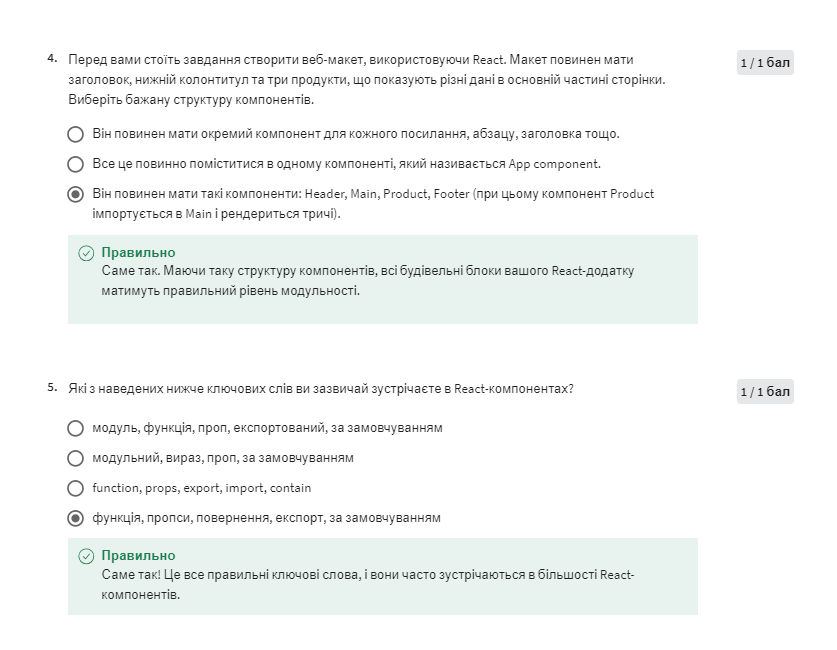 4. Перед вами стоїть завдання створити веб-макет, використовуючи React. Макет повинен мати
1 / 1 бал
заголовок, нижній колонтитул та три продукти, що показують різні дані в основній частині сторінки.
Виберіть бажану структуру компонентів.
Він повинен мати окремий компонент для кожного посилання, абзацу, заголовка тощо.
Все це повинно поміститися в одному компоненті, який називається App component.
Він повинен мати такі компоненти: Header, Main, Product, Footer (при цьому компонент Product
імпортується в Main і рендериться тричі).
Правильно
Саме так. Маючи таку структуру компонентів, всі будівельні блоки вашого React-додатку
матимуть правильний рівень модульності.
5. Які з наведених нижче ключових слів ви зазвичай зустрічаєте в React-компонентах?
1 / 1 бал
модуль, функція, проп, експортований, за замовчуванням
модульний, вираз, проп, за замовчуванням
function, props, export, import, contain
функція, пропси, повернення, експорт, за замовчуванням
Правильно
Саме так! Це все правильні ключові слова, і вони часто зустрічаються в більшості React-
компонентів.